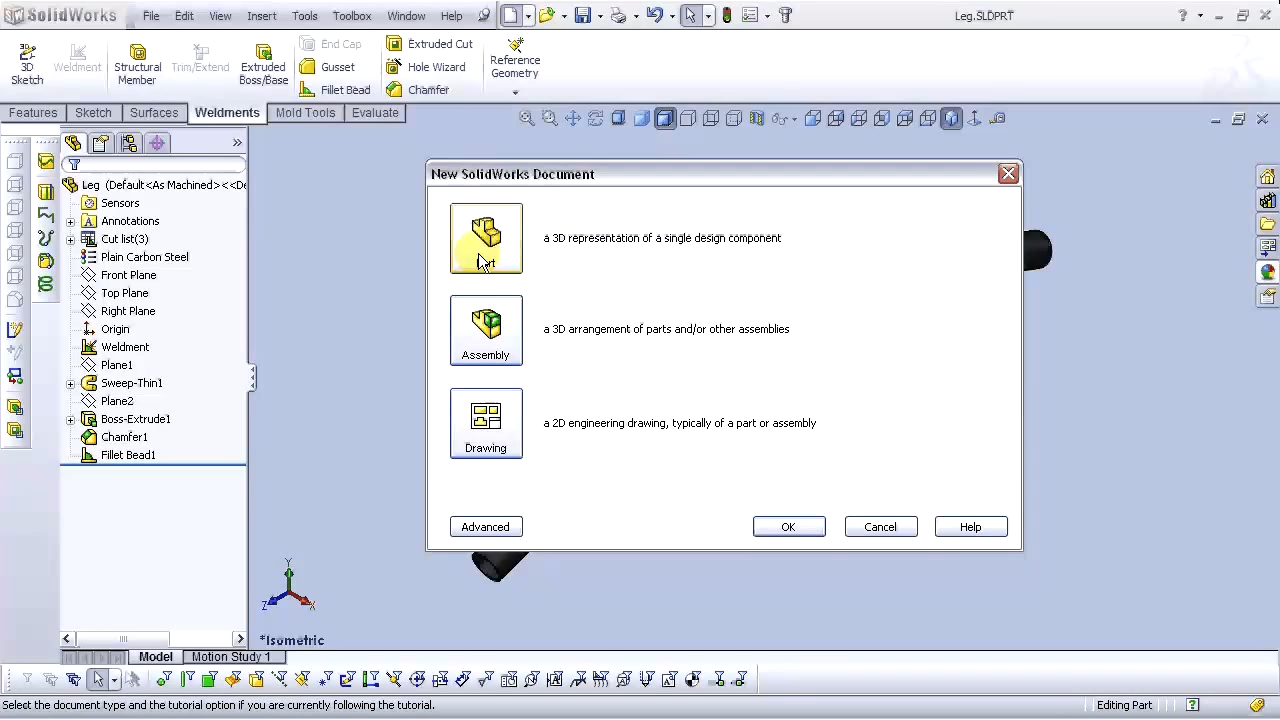 SolidWorks
File Edit View Insert Tools Toolbox Window Help
Leg.SLDPRT
3D Sketch
Weldment
Structural Member
Trim/Extend
Extruded Boss/Base
End Cap
Gusset
Fillet Bead
Extruded Cut
Hole Wizard
Chamfer
Reference Geometry
Features Sketch Surfaces Weldments Mold Tools Evaluate
Leg (Default<As Machined><<De
Sensors
Annotations
Cut list(3)
Plain Carbon Steel
Front Plane
Top Plane
Right Plane
Origin
Weldment
Plane1
Sweep-Thin1
Plane2
Boss-Extrude1
Chamfer1
Fillet Bead1
New SolidWorks Document
Part
a 3D representation of a single design component
Assembly
a 3D arrangement of parts and/or other assemblies
Drawing
a 2D engineering drawing, typically of a part or assembly
Advanced OK Cancel Help
Y
Z
X
*Isometric
Model Motion Study 1
Select the document type and the tutorial option if you are currently following the tutorial.
Editing Part